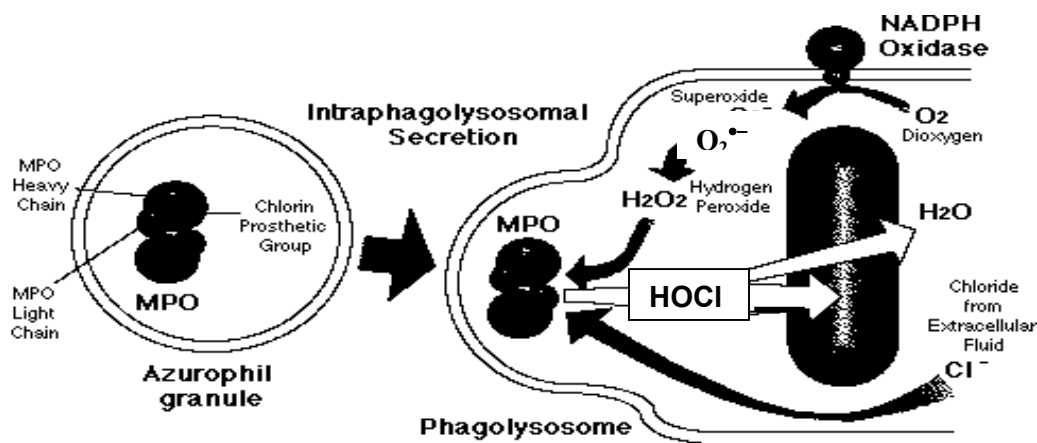 NADPH
Oxidase
Intraphagolysosomal
Secretion
Superoxide
O₂
Dioxygen
O₂•−
MPO
Heavy
Chain
Chlorin
Prosthetic
Group
MPO
MPO
Light
Chain
Azurophil
granule
H2O2
Hydrogen
Peroxide
MPO
HOCl
H2O
Chloride
from
Extracellular
Fluid
Cl−
Phagolysosome